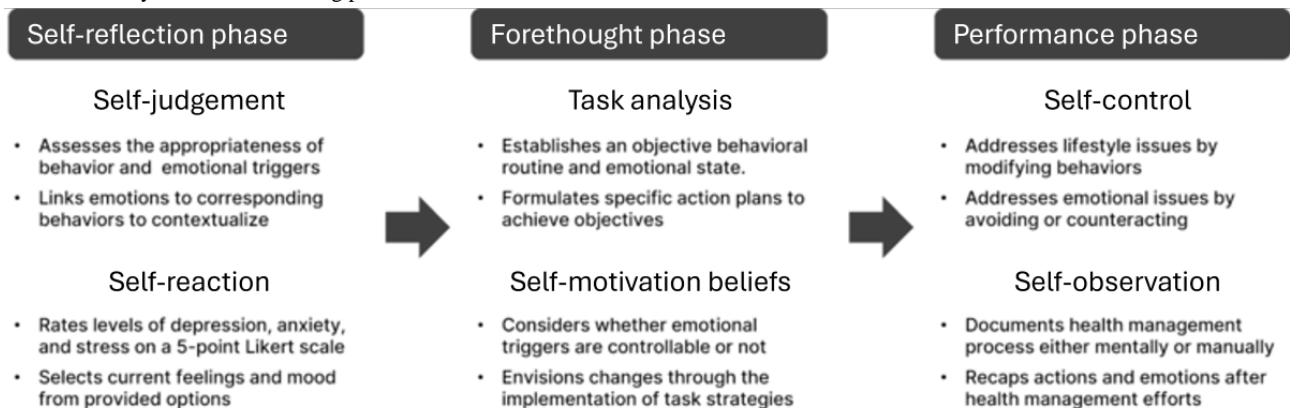 Self-reflection phase
Self-judgement
• Assesses the appropriateness of
behavior and emotional triggers
• Links emotions to corresponding
behaviors to contextualize
Self-reaction
• Rates levels of depression, anxiety,
and stress on a 5-point Likert scale
• Selects current feelings and mood
from provided options
Forethought phase
Task analysis
• Establishes an objective behavioral
routine and emotional state.
• Formulates specific action plans to
achieve objectives
Self-motivation beliefs
• Considers whether emotional
triggers are controllable or not
• Envisions changes through the
implementation of task strategies
Performance phase
Self-control
• Addresses lifestyle issues by
modifying behaviors
• Addresses emotional issues by
avoiding or counteracting
Self-observation
• Documents health management
process either mentally or manually
• Recaps actions and emotions after
health management efforts